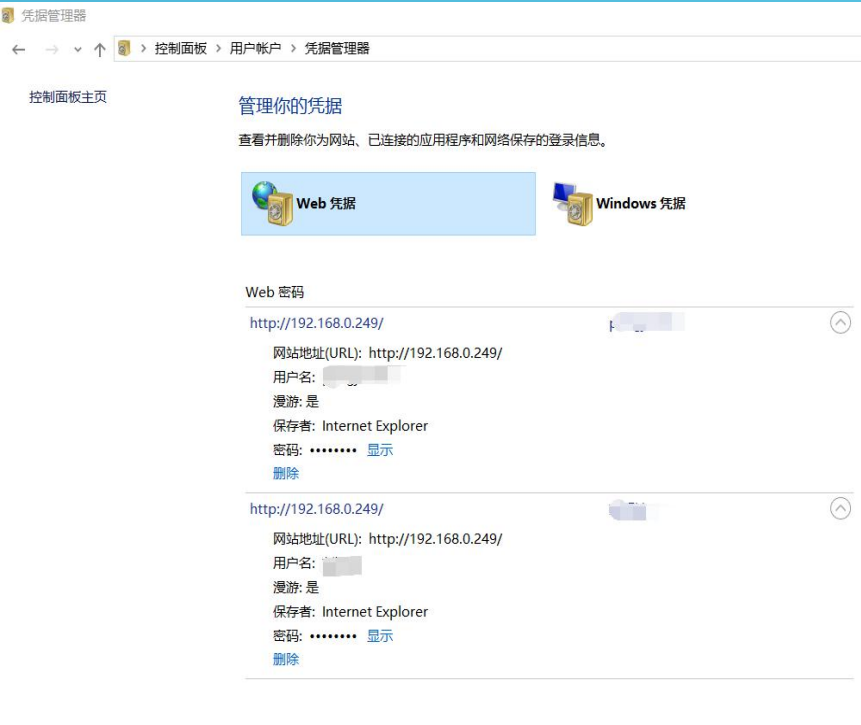 凭据管理器
控制面板 > 用户帐户 > 凭据管理器
控制面板主页
管理你的凭据
查看并删除你为网站、已连接的应用程序和网络保存的登录信息。
Web 凭据
Windows 凭据
Web 密码
http://192.168.0.249/
网站地址(URL): http://192.168.0.249/
用户名:
漫游: 是
保存者: Internet Explorer
密码: •••••••• 显示
删除
http://192.168.0.249/
网站地址(URL): http://192.168.0.249/
用户名:
漫游: 是
保存者: Internet Explorer
密码: •••••••• 显示
删除